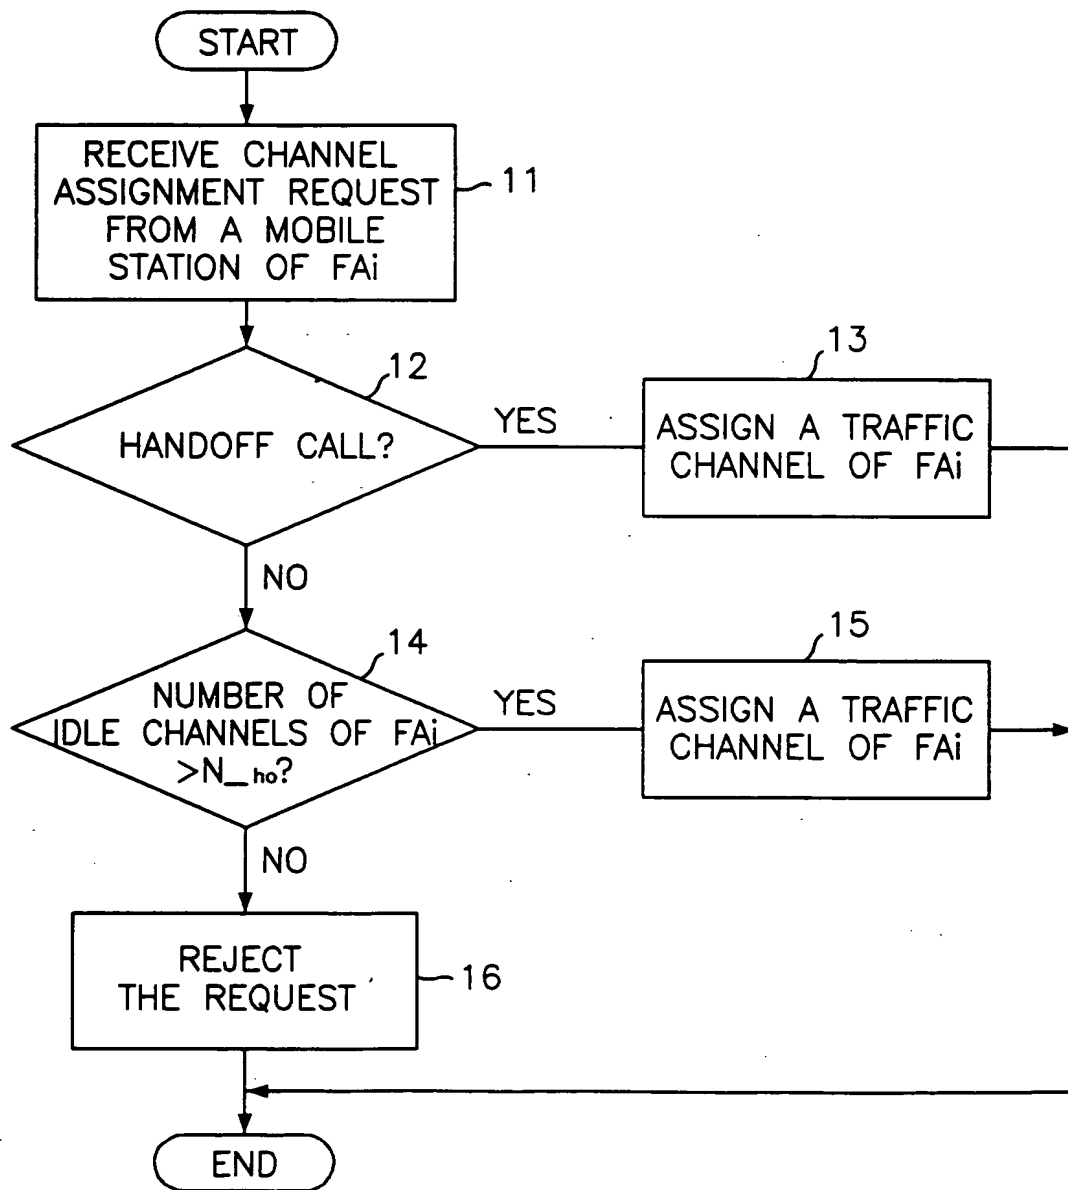 START
RECEIVE CHANNEL
ASSIGNMENT REQUEST
FROM A MOBILE
STATION OF FAi
11
12
HANDOFF CALL?
YES
13
ASSIGN A TRAFFIC
CHANNEL OF FAi
NO
14
NUMBER OF
IDLE CHANNELS OF FAi
>N_ho?
YES
15
ASSIGN A TRAFFIC
CHANNEL OF FAi
NO
REJECT
THE REQUEST
16
END